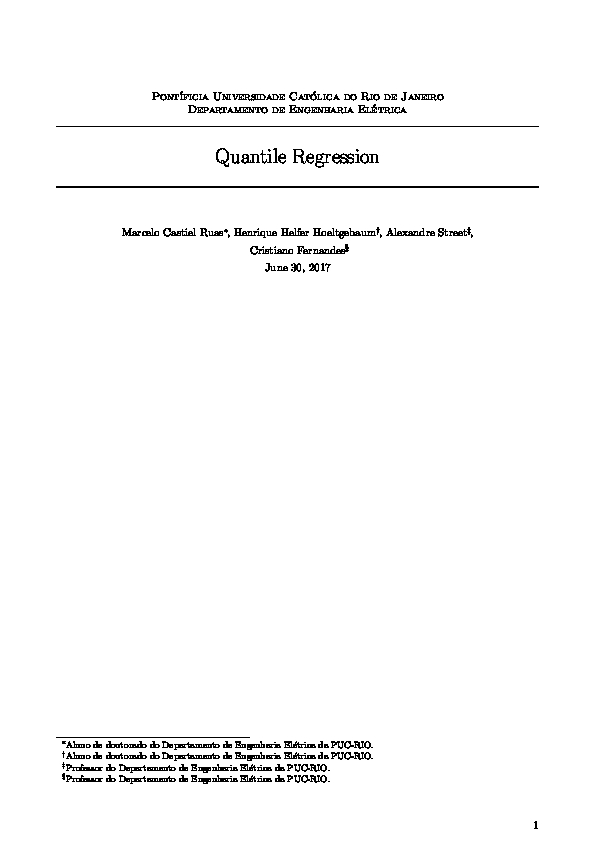 Pontífícia Universidade Católica do Rio de Janeiro
Departamento de Engenharia Elétrica
Quantile Regression
Marcelo Castiel Ruas*, Henrique Helfer Hoeltgebaum†, Alexandre Street‡,
Cristiano Fernandes§
June 30, 2017
*Aluno de doutorado do Departamento de Engenharia Elétrica da PUC-RIO.
†Aluno de doutorado do Departamento de Engenharia Elétrica da PUC-RIO.
‡Professor do Departamento de Engenharia Elétrica da PUC-RIO.
§Professor do Departamento de Engenharia Elétrica da PUC-RIO.
1